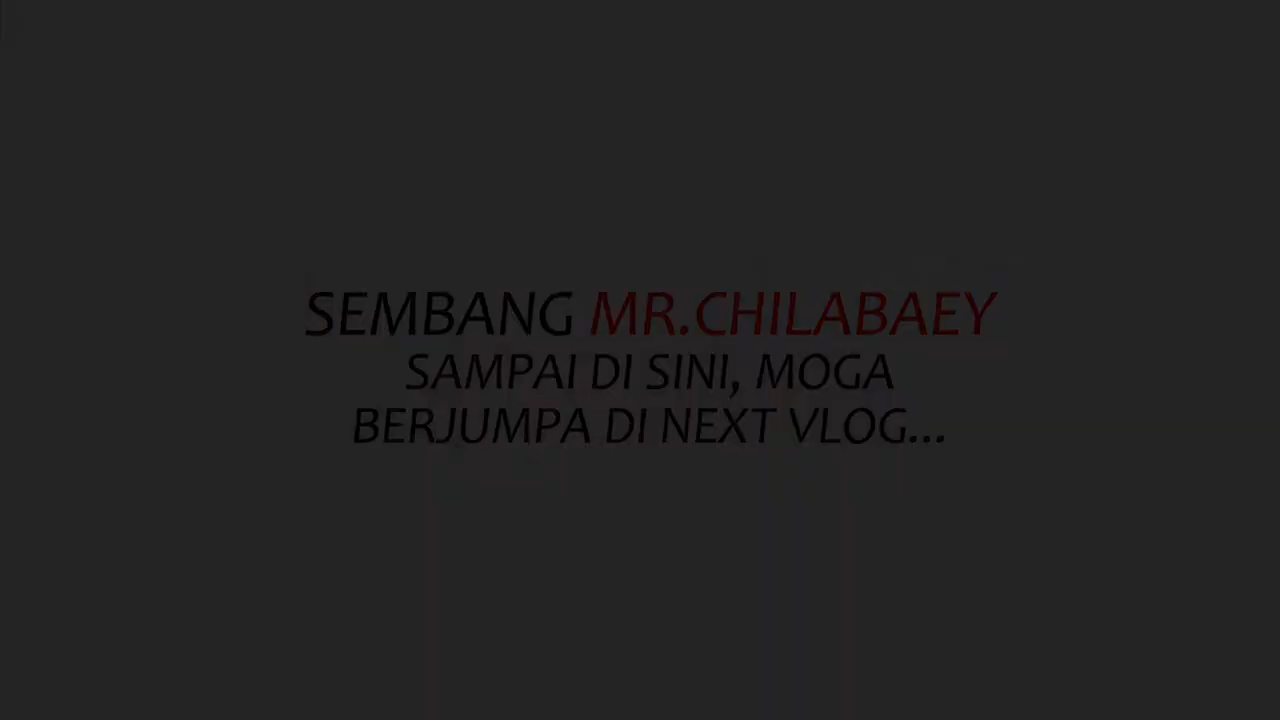 SEMBANG MR.CHILABAEY
SAMPAI DI SINI, MOGA
BERJUMPA DI NEXT VLOG...